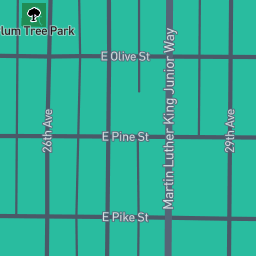 lum Tree Park
E Olive St
26th Ave
E Pine St
Martin Luther King Junior Way
29th Ave
E Pike St